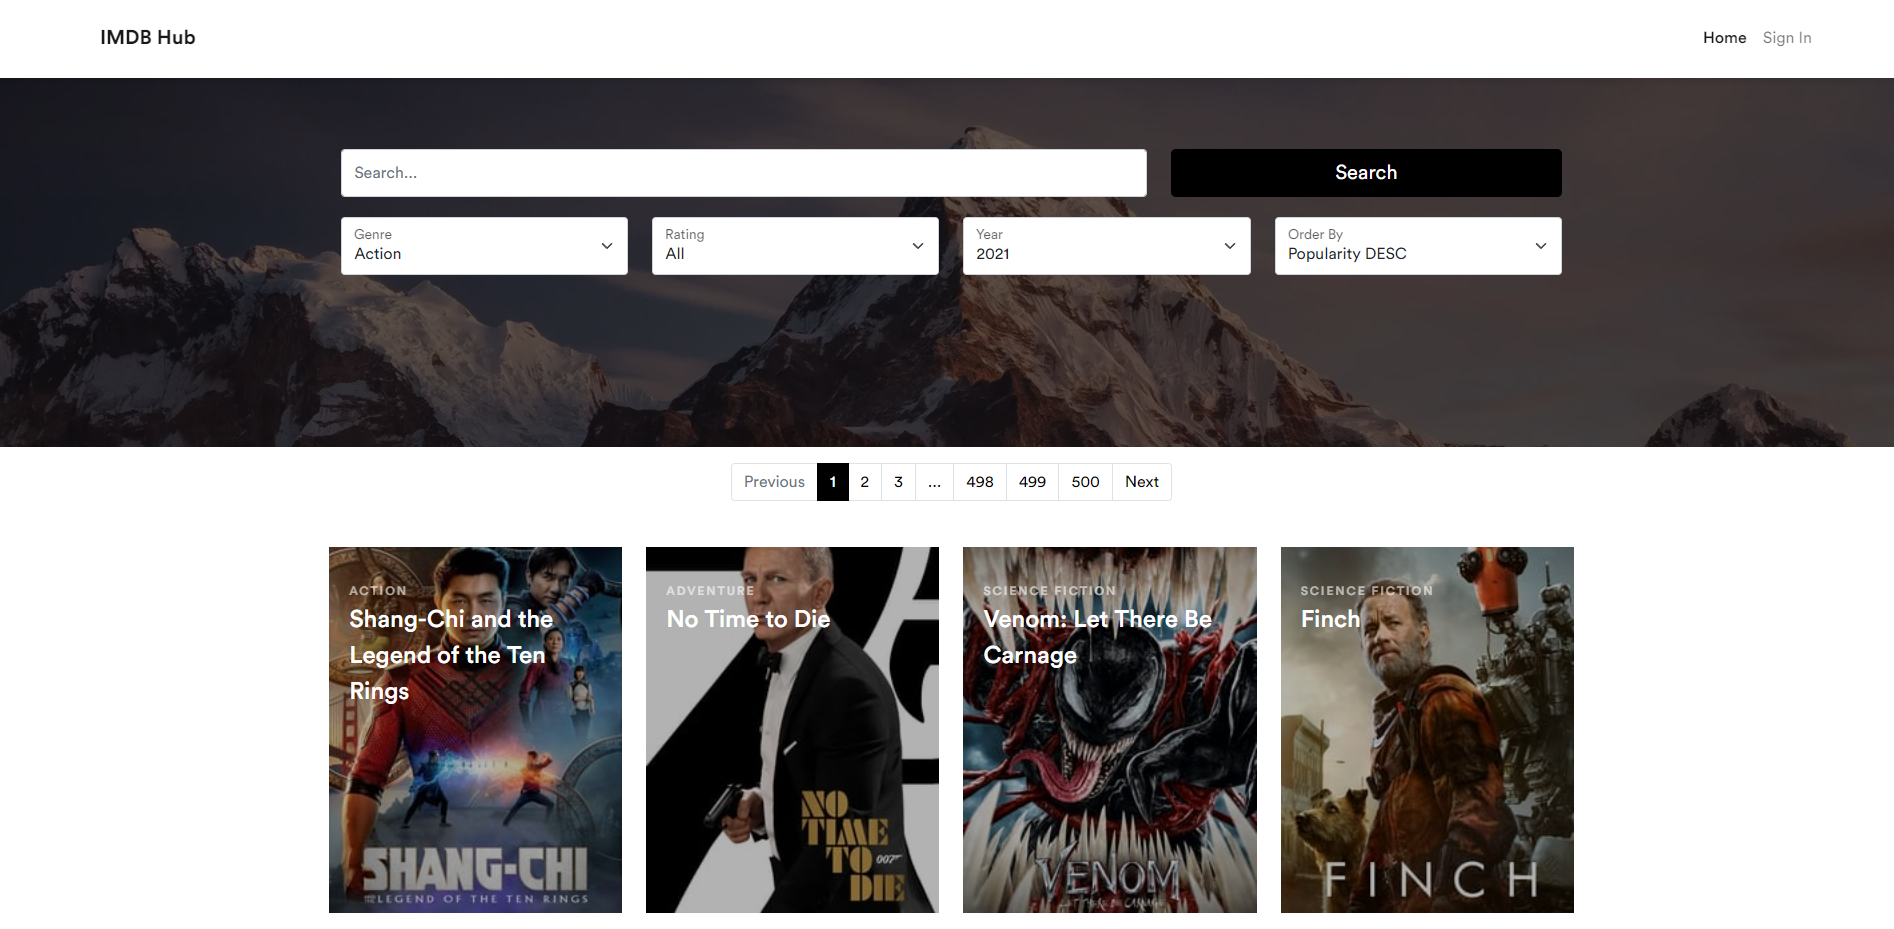 IMDB Hub
Home
Sign In
Search...
Search
Genre
Action
Rating
All
Year
2021
Order By
Popularity DESC
Previous
1
2
3
...
498
499
500
Next
ACTION
Shang-Chi and the
Legend of the Ten
Rings
SHANG-CHI
AND THE LEGEND OF THE TEN RINGS
ADVENTURE
No Time to Die
NO
TIME
TO 007
DIE
SCIENCE FICTION
Venom: Let There Be
Carnage
VENOM
LET THERE BE CARNAGE
SCIENCE FICTION
Finch
FINCH